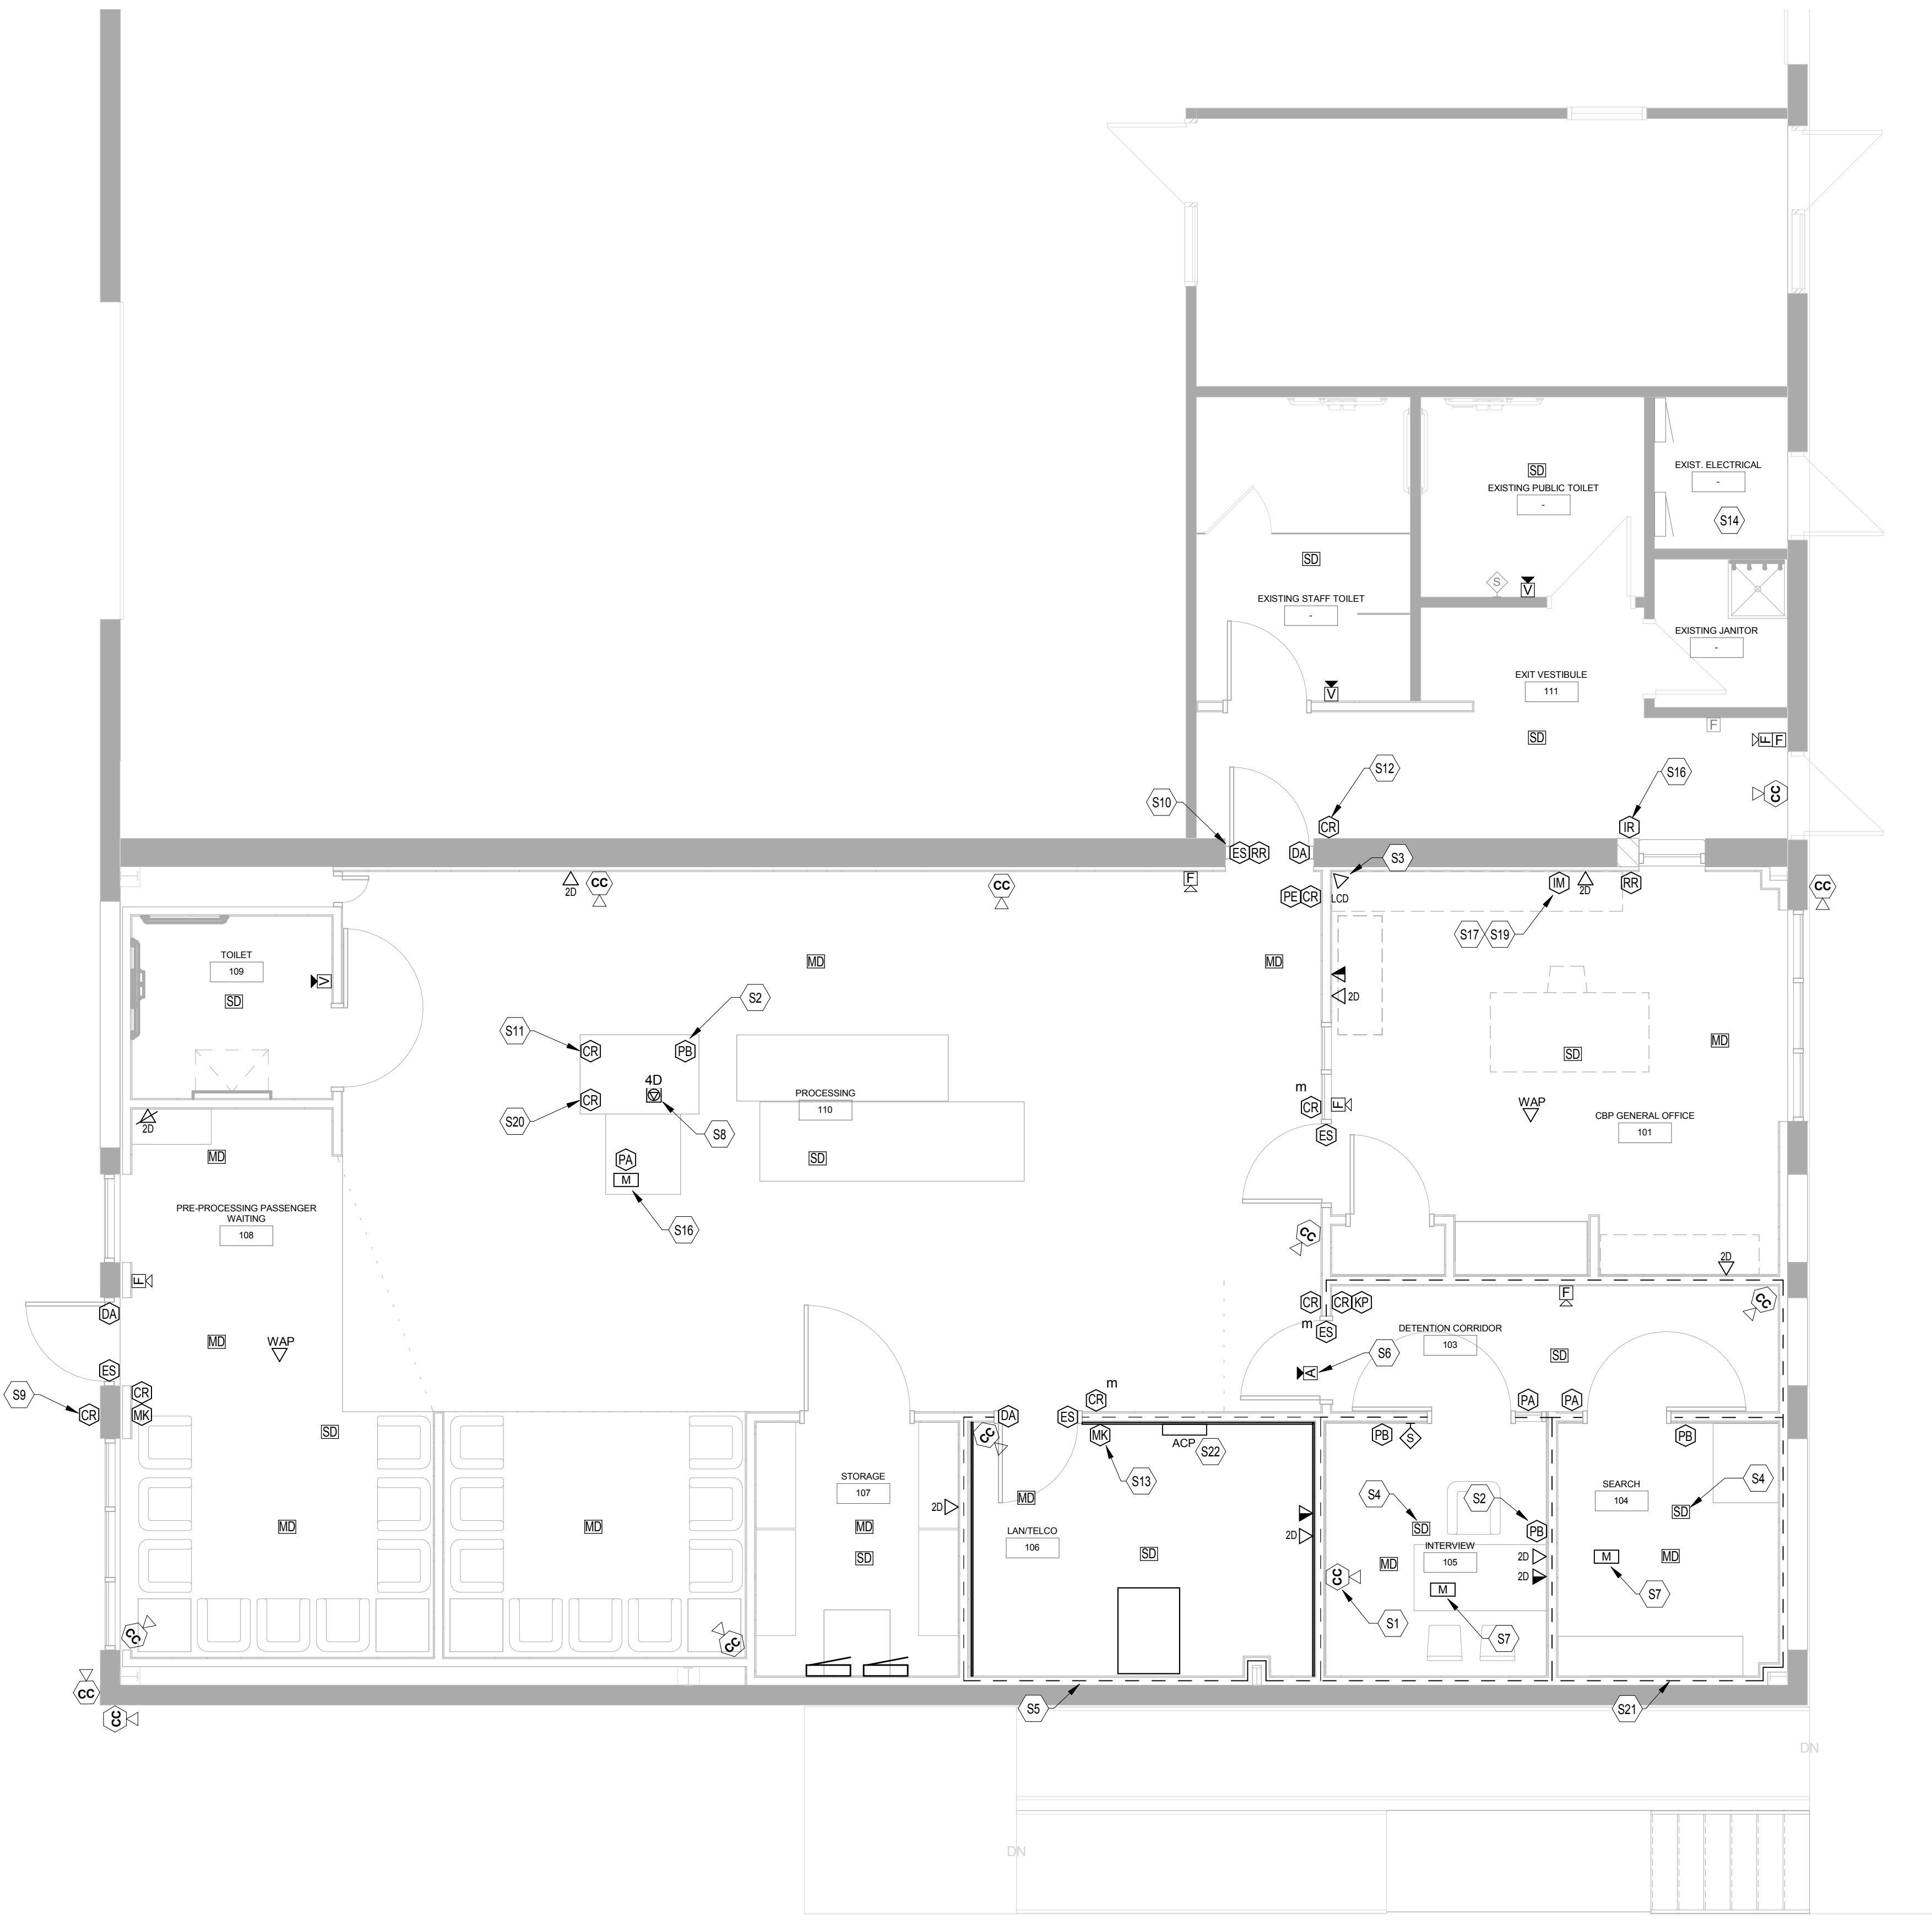 EXIST. ELECTRICAL
-
S14
SD
EXISTING PUBLIC TOILET
-
S
V
SD
EXISTING STAFF TOILET
-
V
EXISTING JANITOR
-
EXIT VESTIBULE
111
SD
F
F F
CC
S12
S16
S10
CR
IR
ES RR
DA
S3
CC
2D
CC
CC
F
PE CR
LCD
IM
2D
RR
CC
S17 S19
TOILET
109
SD
V
MD
MD
S2
2D
S11
CR
PB
4D
MD
SD
S20
CR
S8
PROCESSING
110
SD
m
CR
F
ES
WAP
CBP GENERAL OFFICE
101
2D
MD
PA
M
S16
PRE-PROCESSING PASSENGER
WAITING
108
CC
2D
F
DA
MD
WAP
CR
CR KP
m
ES
F
CC
DETENTION CORRIDOR
103
S6
A
SD
ES
S9
CR
CR
MK
SD
m
CR
DA
ES
PA
PA
CC
MK
ACP
S22
S13
PB
S
PB
STORAGE
107
2D
MD
SD
MD
MD
MD
LAN/TELCO
106
SD
2D
S4
SD
S2
PB
INTERVIEW
105
MD
2D
2D
M
CC
S1
S7
SEARCH
104
S4
SD
MD
M
S7
CC
CC
CC
CC
S5
S21
DN
DN